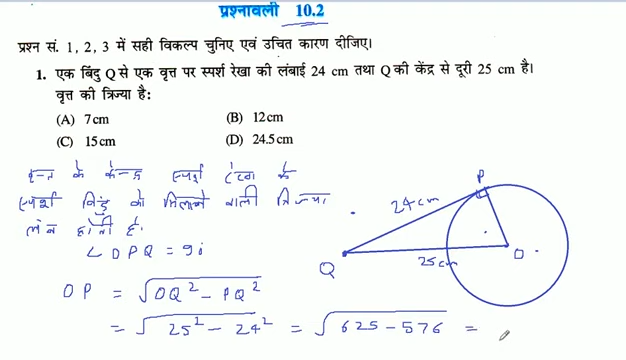 प्रश्नावली 10.2
प्रश्न सं. 1, 2, 3 में सही विकल्प चुनिए एवं उचित कारण दीजिए।
1. एक बिंदु Q से एक वृत्त पर स्पर्श रेखा की लंबाई 24 cm तथा Q की केंद्र से दूरी 25 cm है।
वृत्त की त्रिज्या है:
(A) 7 cm (B) 12 cm
(C) 15 cm (D) 24.5 cm
वृत्त के केन्द्र स्पर्श रेखा के
स्पर्श बिंदु को मिलाने वाली त्रिज्या
लंब होती है।
∠OPQ = 90
OP = √OQ² − PQ²
= √25² − 24² = √625 − 576 =
P
24 cm
Q
25 cm
O